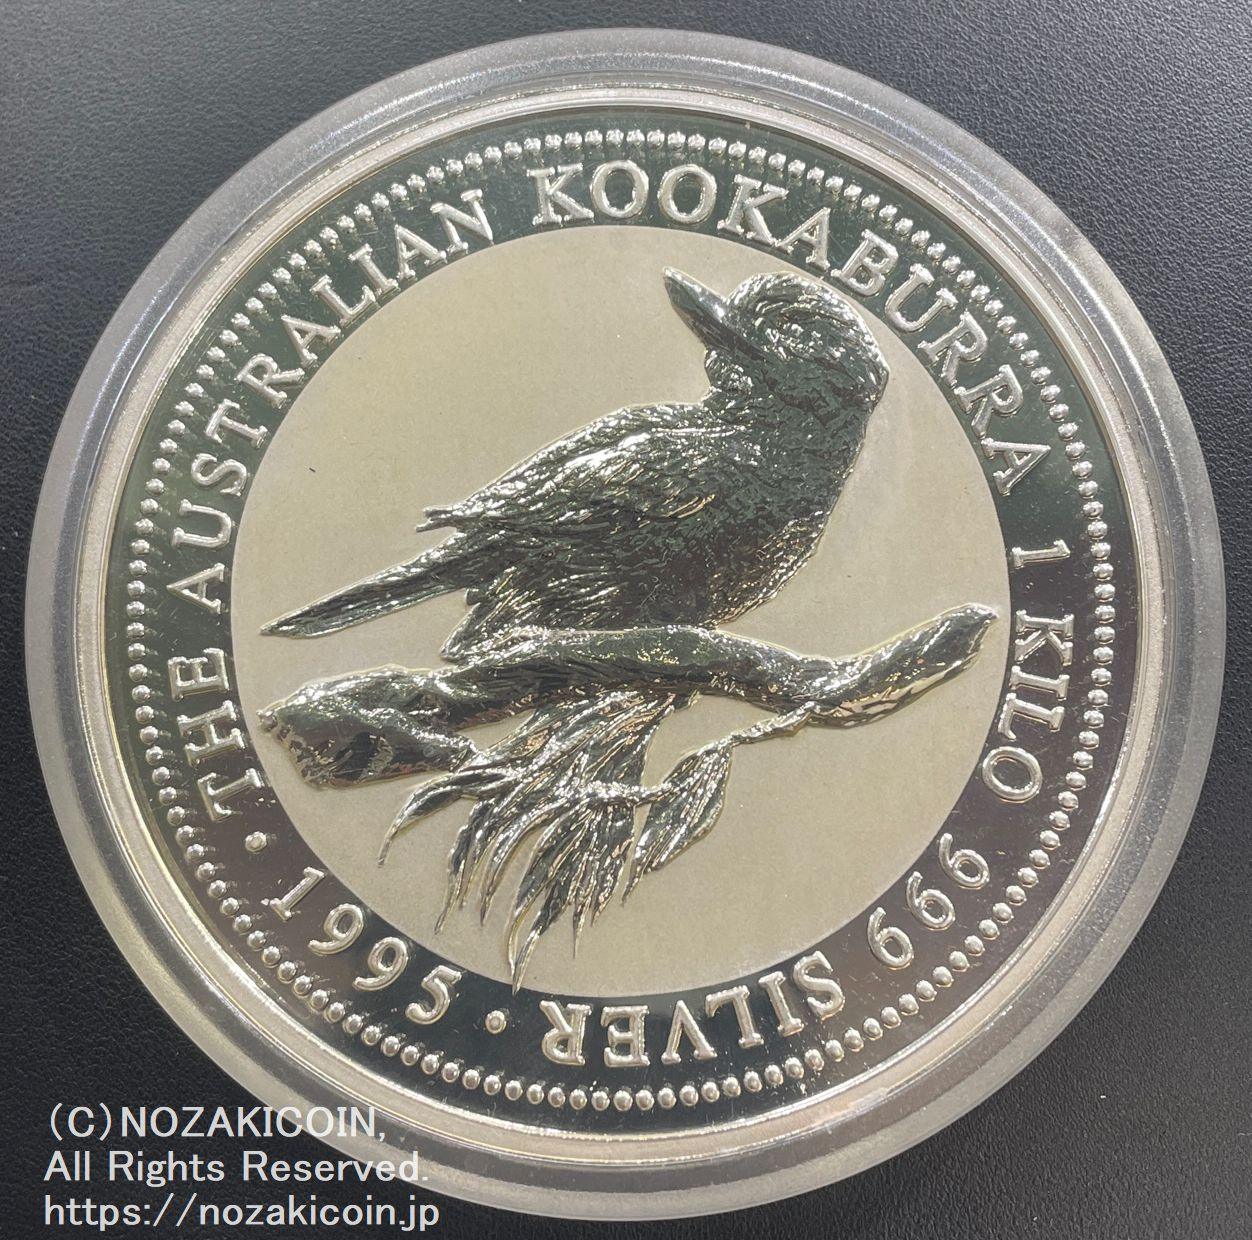 THE AUSTRALIAN KOOKABURRA 1 KILO 999 SILVER • 1995 •
(C)NOZAKICOIN,
All Rights Reserved.
https://nozakicoin.jp